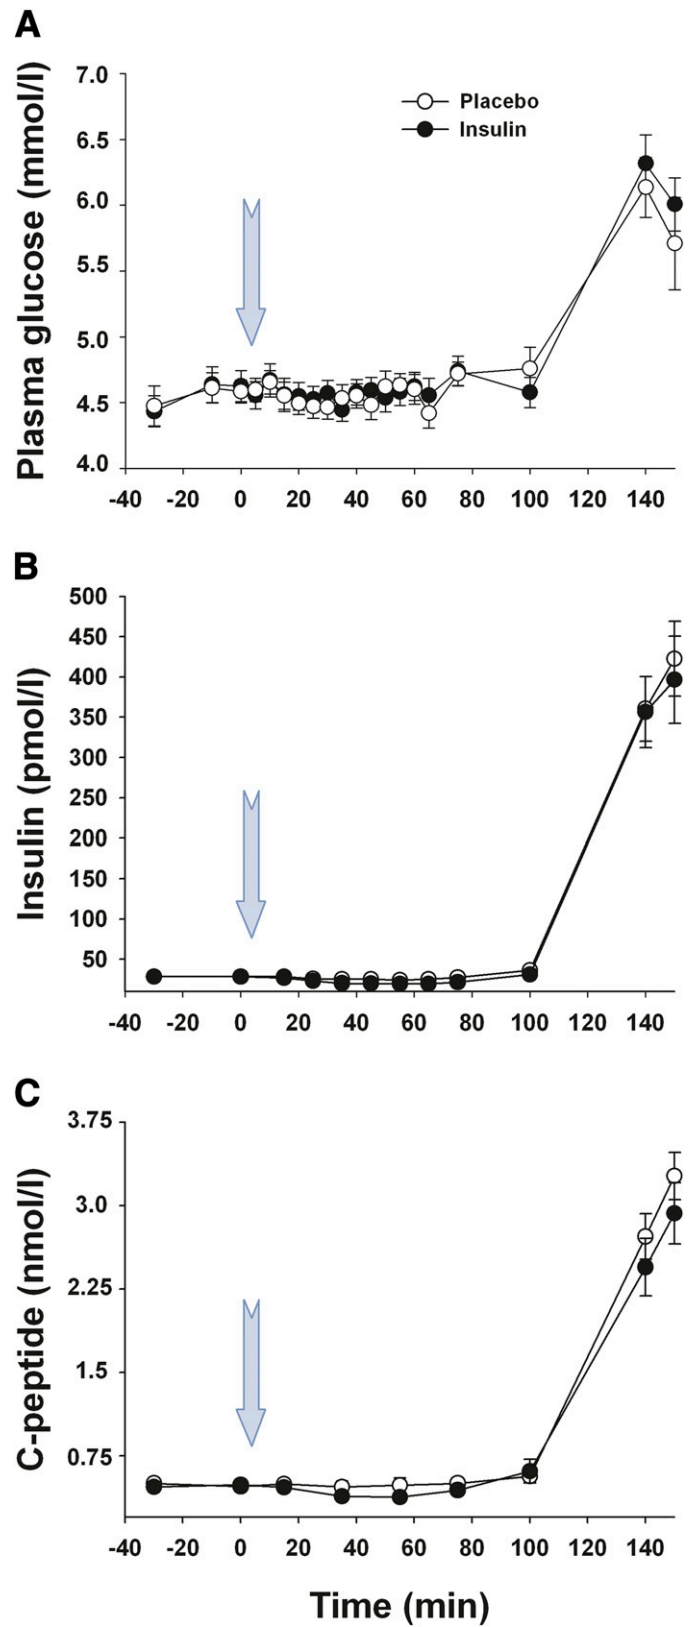 A
Plasma glucose (mmol/l)
7.0
6.5
6.0
5.5
5.0
4.5
4.0
Placebo
Insulin
-40 -20 0 20 40 60 80 100 120 140
B
Insulin (pmol/l)
500
450
400
350
300
250
200
150
100
50
-40 -20 0 20 40 60 80 100 120 140
C
C-peptide (nmol/l)
3.75
3.0
2.25
1.5
0.75
-40 -20 0 20 40 60 80 100 120 140
Time (min)